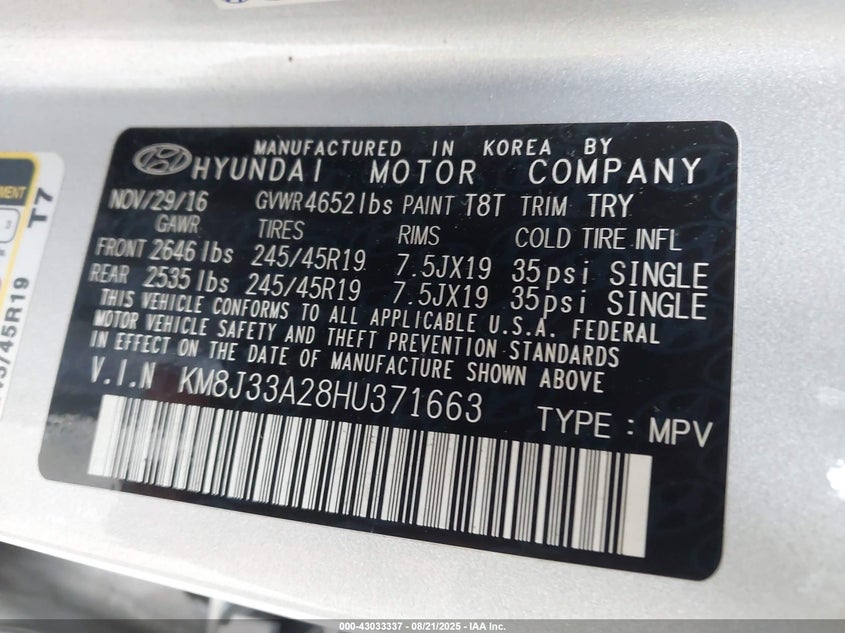 MANUFACTURED IN KOREA BY
HYUNDAI MOTOR COMPANY
NOV/29/16 GVWR 4652 lbs PAINT T8T TRIM TRY
GAWR TIRES RIMS COLD TIRE INFL
FRONT 2646 lbs 245/45R19 7.5JX19 35psi SINGLE
REAR 2535 lbs 245/45R19 7.5JX19 35psi SINGLE
THIS VEHICLE CONFORMS TO ALL APPLICABLE U.S.A. FEDERAL
MOTOR VEHICLE SAFETY AND THEFT PREVENTION STANDARDS
IN EFFECT ON THE DATE OF MANUFACTURE SHOWN ABOVE
V.I.N KM8J33A28HU371663 TYPE : MPV
T7
45R19
000-43033337 - 08/21/2025 - IAA Inc.